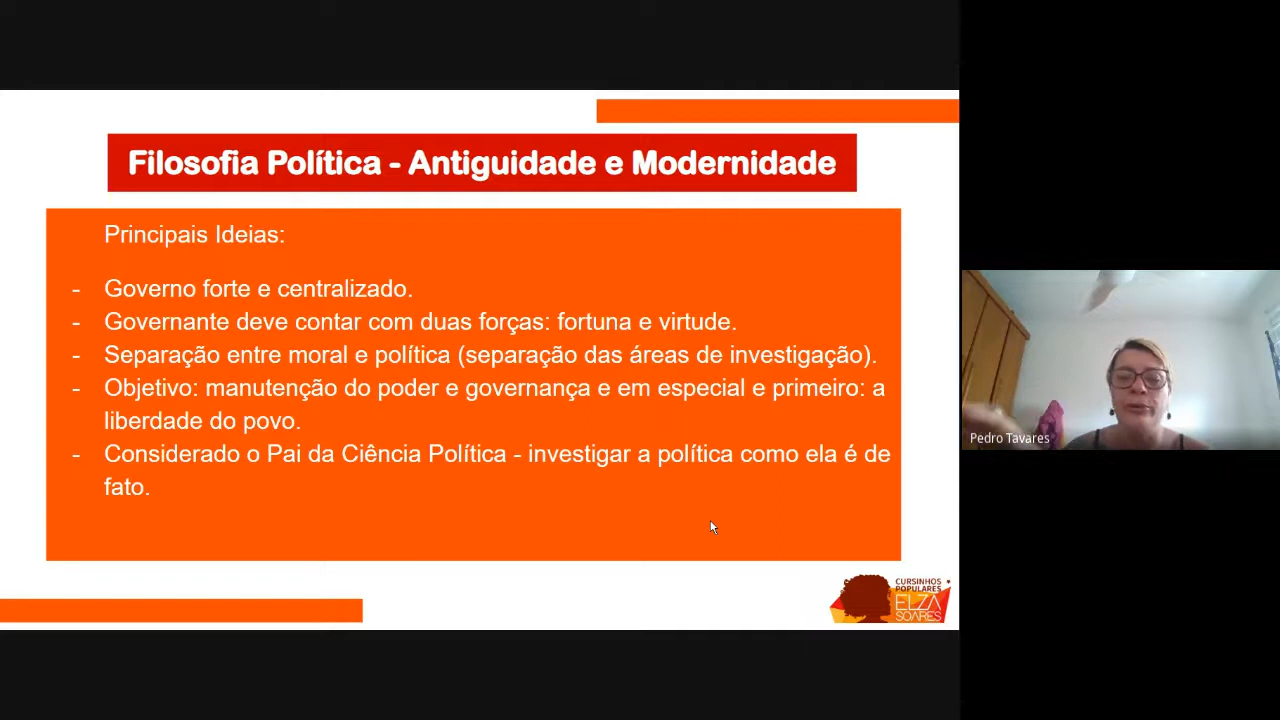 Filosofia Política - Antiguidade e Modernidade
Principais Ideias:
- Governo forte e centralizado.
- Governante deve contar com duas forças: fortuna e virtude.
- Separação entre moral e política (separação das áreas de investigação).
- Objetivo: manutenção do poder e governança e em especial e primeiro: a
liberdade do povo.
- Considerado o Pai da Ciência Política - investigar a política como ela é de
fato.
CURSINHOS
POPULARES
ELZA
SOARES
Pedro Tavares